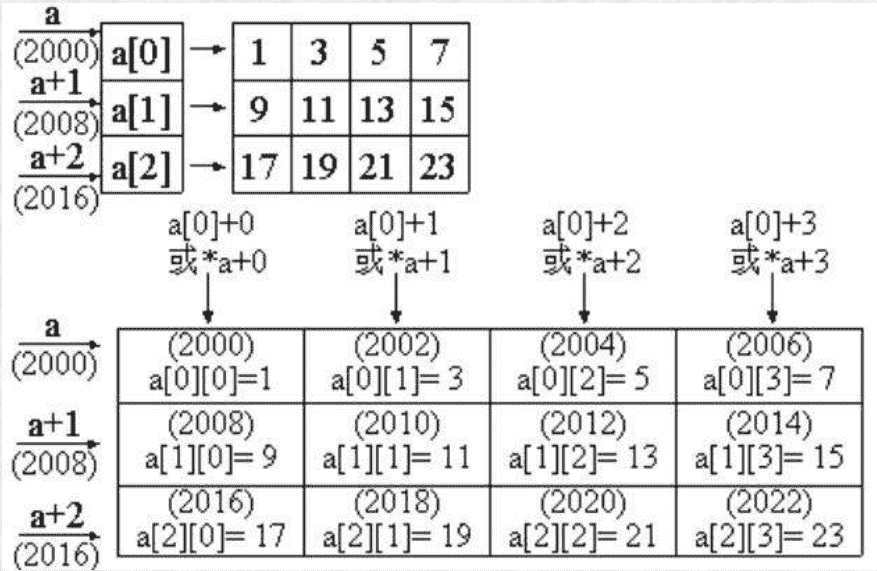 a
(2000) a[0] 1 3 5 7
a+1
(2008) a[1] 9 11 13 15
a+2
(2016) a[2] 17 19 21 23
a[0]+0 a[0]+1 a[0]+2 a[0]+3
或*a+0 或*a+1 或*a+2 或*a+3
a (2000) (2002) (2004) (2006)
(2000) a[0][0]=1 a[0][1]= 3 a[0][2]= 5 a[0][3]= 7
a+1 (2008) (2010) (2012) (2014)
(2008) a[1][0]= 9 a[1][1]= 11 a[1][2]= 13 a[1][3]= 15
a+2 (2016) (2018) (2020) (2022)
(2016) a[2][0]= 17 a[2][1]= 19 a[2][2]= 21 a[2][3]= 23